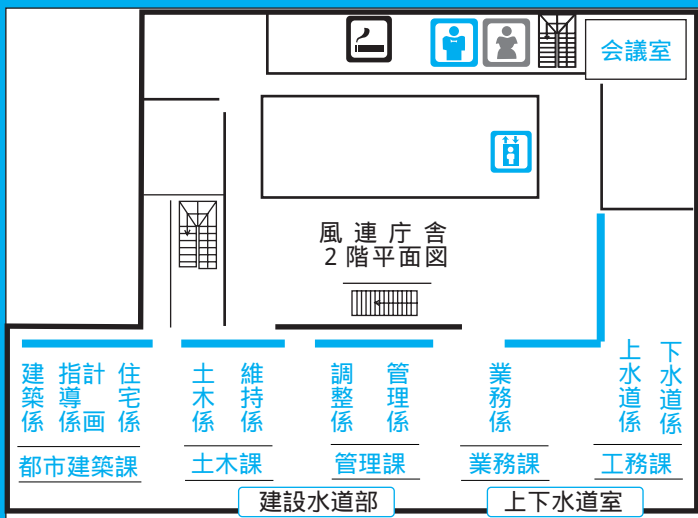 会議室
風連庁舎
2階平面図
建築係
指導係
計画
住宅係
土木係
維持係
調整係
管理係
業務係
上水道係
下水道係
都市建築課
土木課
管理課
業務課
工務課
建設水道部
上下水道室